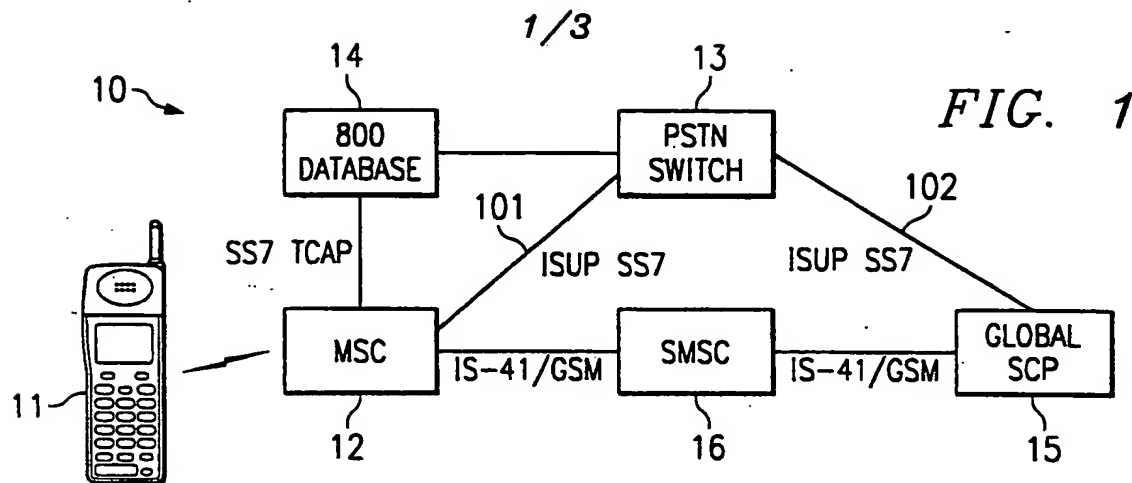 1/3
FIG. 1
10
14
13
800
DATABASE
PSTN
SWITCH
101
102
SS7 TCAP
ISUP SS7
ISUP SS7
11
MSC
IS-41/GSM
SMSC
IS-41/GSM
GLOBAL
SCP
12
16
15